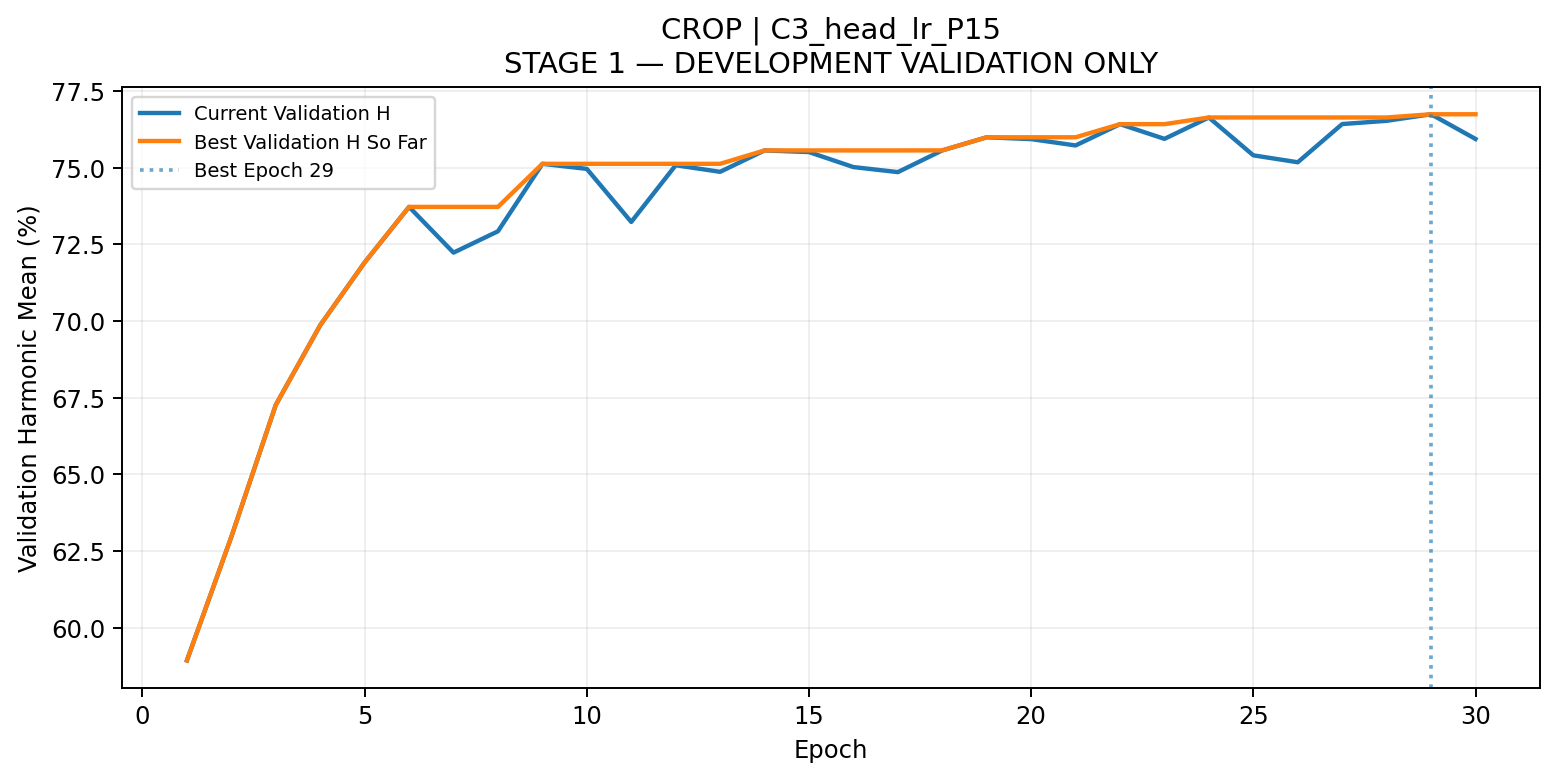 CROP | C3_head_lr_P15
STAGE 1 — DEVELOPMENT VALIDATION ONLY
Current Validation H
Best Validation H So Far
Best Epoch 29
Validation Harmonic Mean (%)
77.5
75.0
72.5
70.0
67.5
65.0
62.5
60.0
0 5 10 15 20 25 30
Epoch